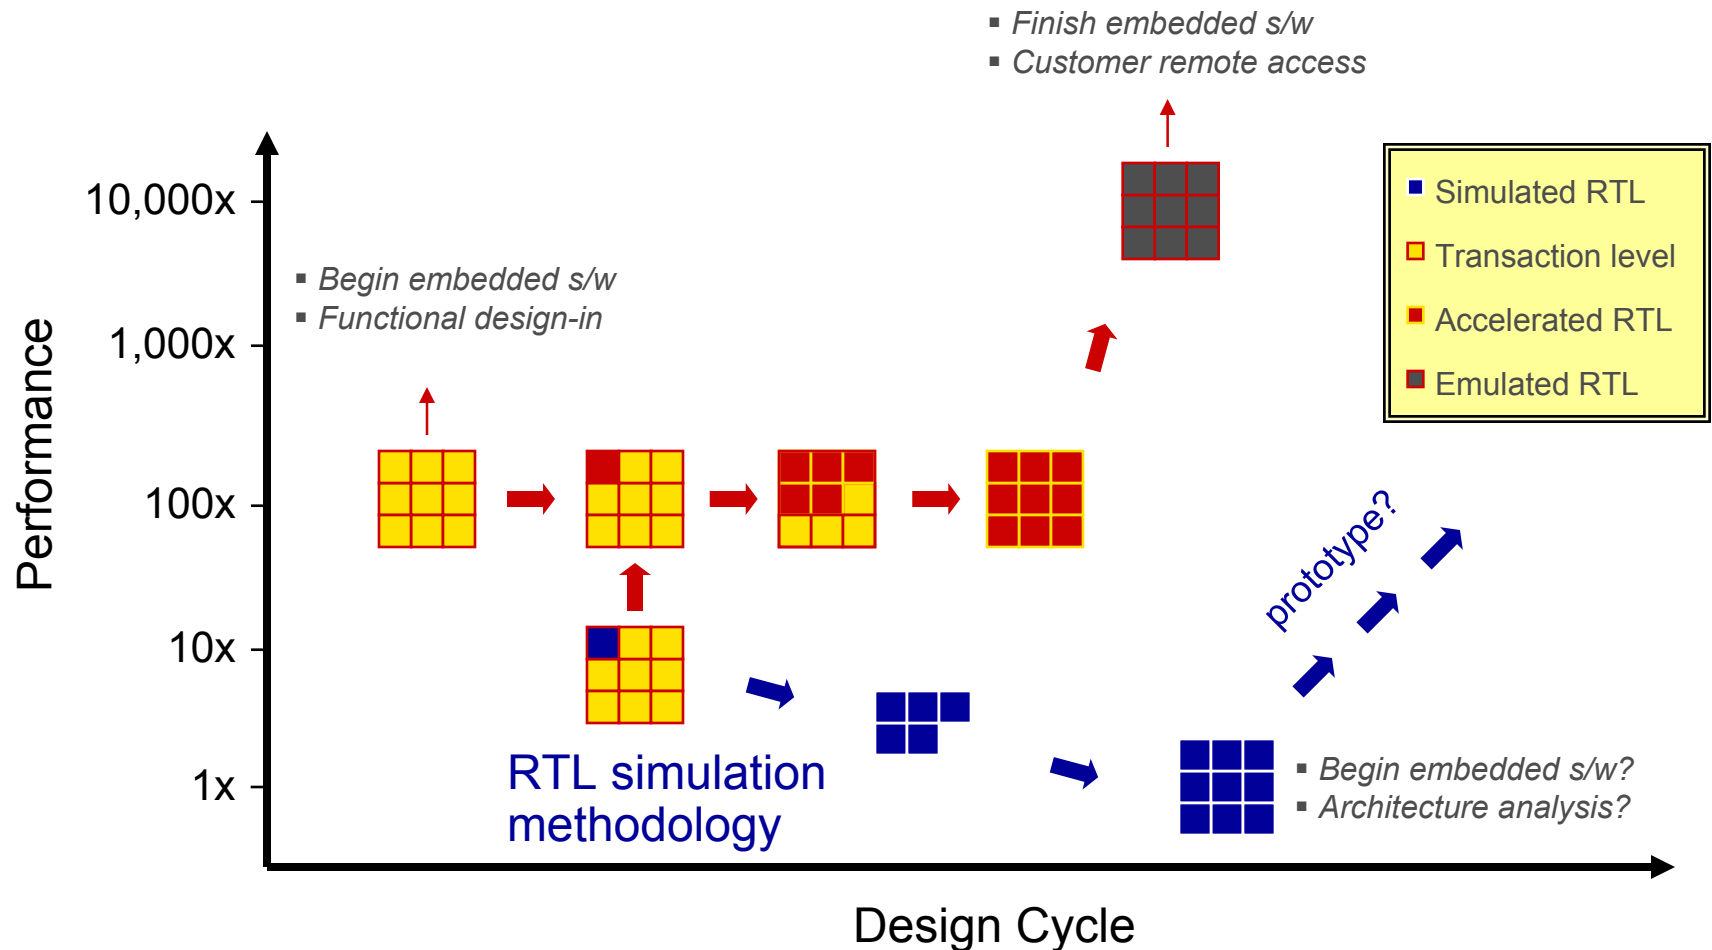 ▪ Finish embedded s/w
▪ Customer remote access
10,000x
Simulated RTL
Transaction level
Accelerated RTL
Emulated RTL
▪ Begin embedded s/w
▪ Functional design-in
1,000x
Performance
100x
prototype?
10x
RTL simulation
methodology
1x
▪ Begin embedded s/w?
▪ Architecture analysis?
Design Cycle